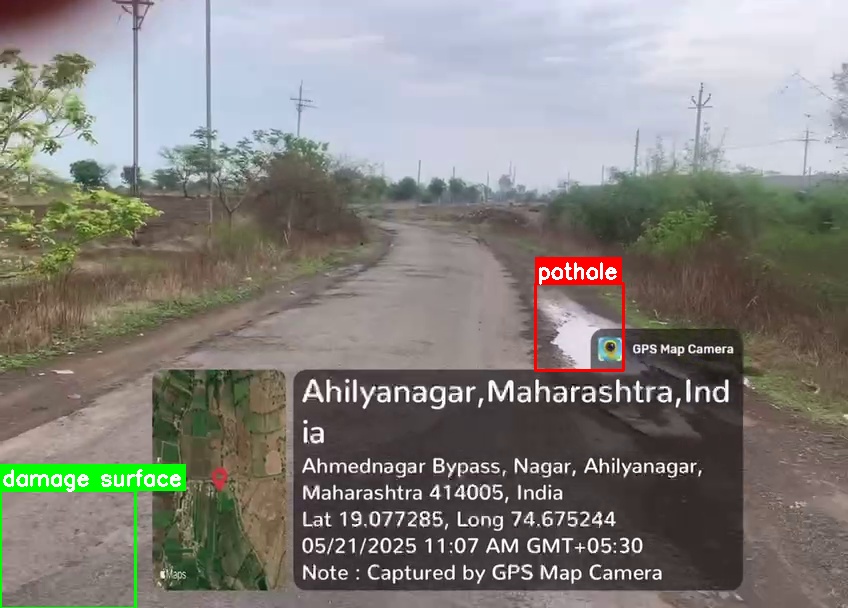 pothole
GPS Map Camera
Ahilyanagar,Maharashtra,Ind
ia
Ahmednagar Bypass, Nagar, Ahilyanagar,
Maharashtra 414005, India
Lat 19.077285, Long 74.675244
05/21/2025 11:07 AM GMT+05:30
Note : Captured by GPS Map Camera
damage surface
Maps